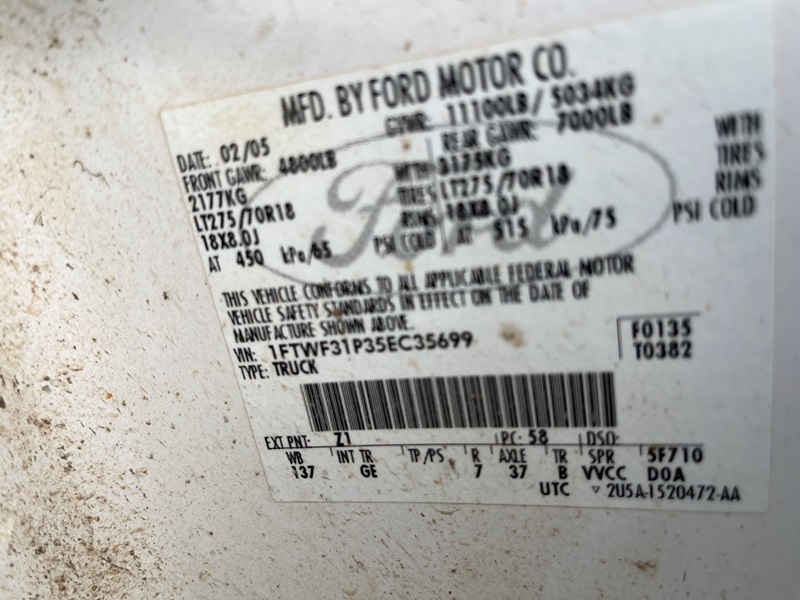 MFD. BY FORD MOTOR CO.
DATE: 02/05 GVWR: 11100LB / 5034KG
FRONT GAWR: 4800LB REAR GAWR: 7000LB
2177KG WITH 3175KG WITH
LT275/70R18 TIRES LT275/70R18 TIRES
18X8.0J RIMS 18X8.0J RIMS
AT 450 kPa/65 PSI COLD AT 515 kPa/75 PSI COLD
Ford
THIS VEHICLE CONFORMS TO ALL APPLICABLE FEDERAL MOTOR
VEHICLE SAFETY STANDARDS IN EFFECT ON THE DATE OF
MANUFACTURE SHOWN ABOVE.
VIN: 1FTWF31P35EC35699 F0135
TYPE: TRUCK T0382
EXT PNT: Z1 PC: 58 DSO:
WB INT TR TP/PS R AXLE TR SPR 5F710
137 GE 7 37 B VVCC D0A
UTC ▽ 2U5A-1520472-AA